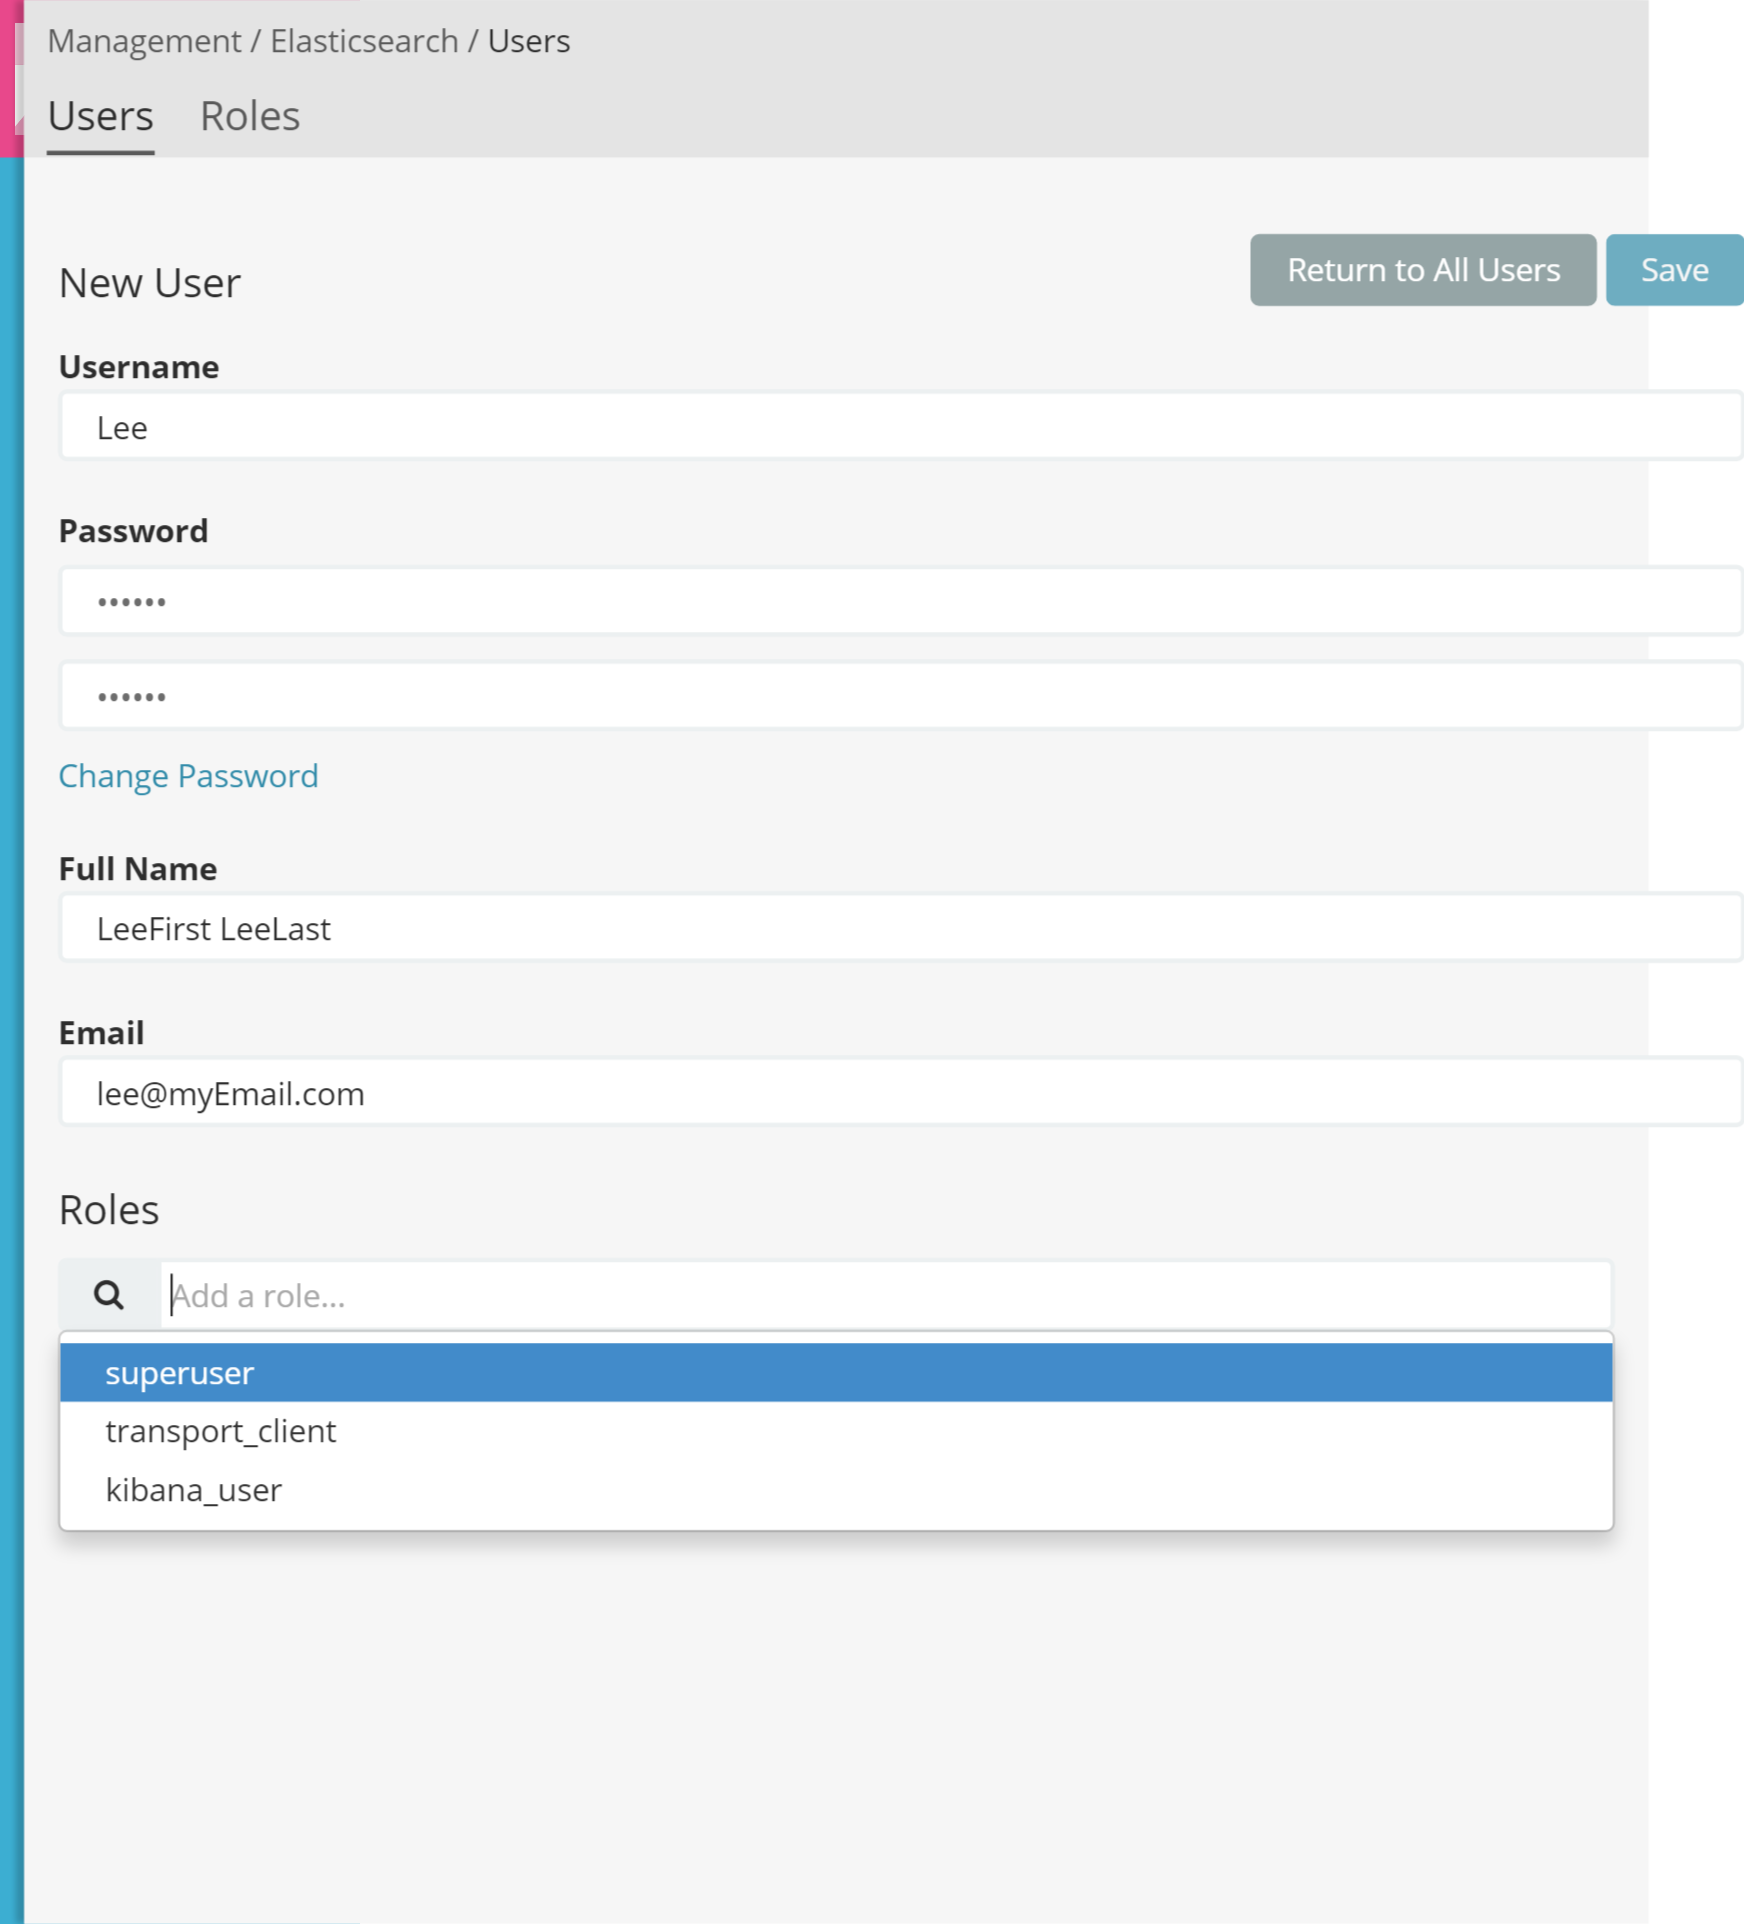 Management / Elasticsearch / Users
Users Roles
New User
Return to All Users Save
Username
Lee
Password
••••••
••••••
Change Password
Full Name
LeeFirst LeeLast
Email
lee@myEmail.com
Roles
Add a role...
superuser
transport_client
kibana_user